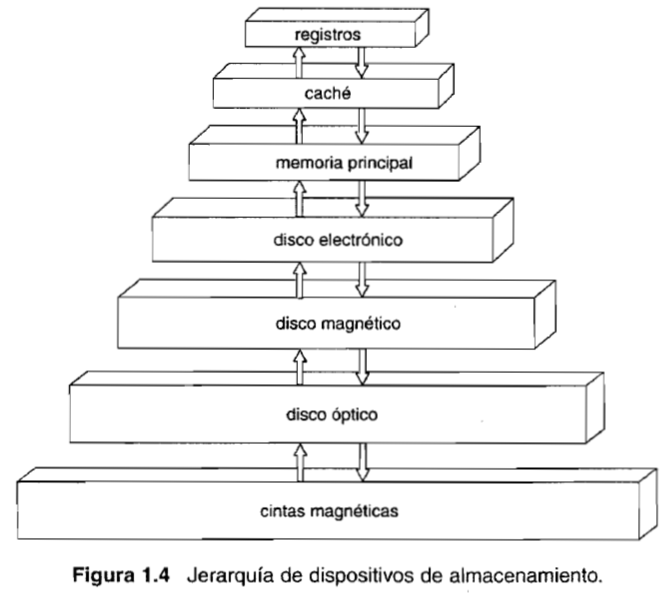 registros
caché
memoria principal
disco electrónico
disco magnético
disco óptico
cintas magnéticas
Figura 1.4 Jerarquía de dispositivos de almacenamiento.